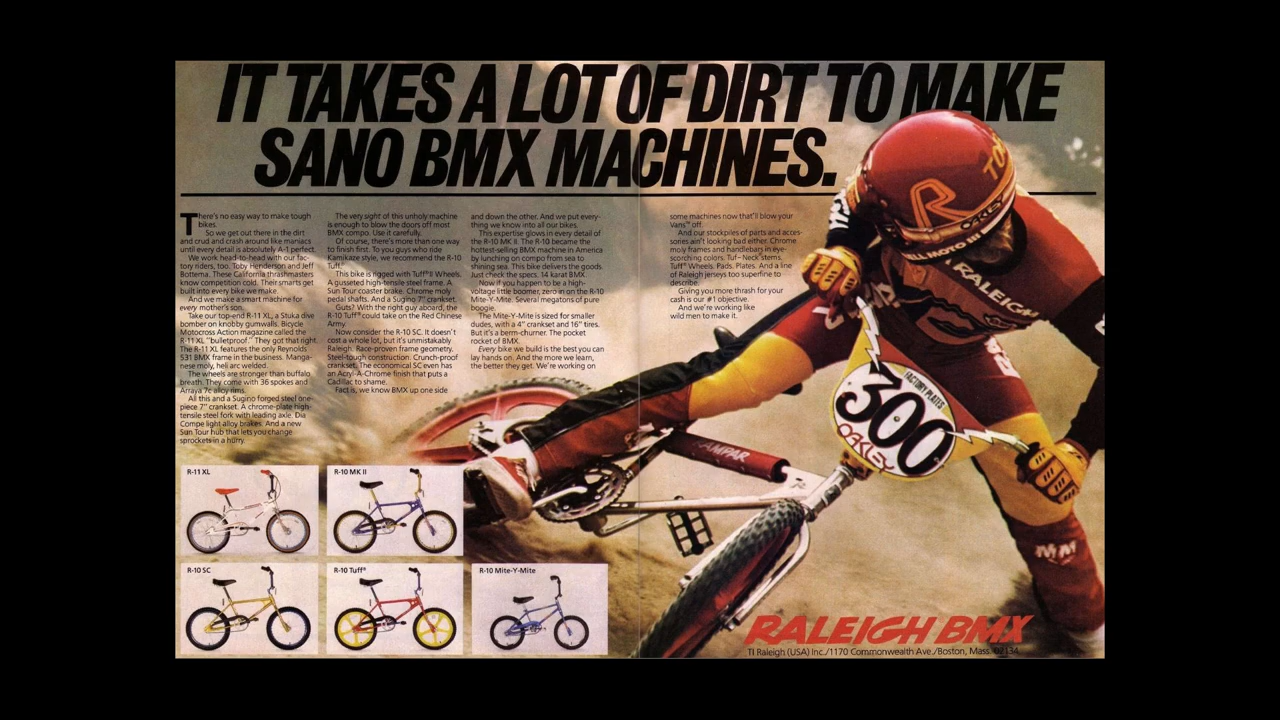 IT TAKES A LOT OF DIRT TO MAKE
SANO BMX MACHINES.
There's no easy way to make tough
bikes.
So we get out there in the dirt
and crud and crash around like maniacs
until every detail is absolutely A-1 perfect.
We work head-to-head with our fac-
tory riders, too. Toby Henderson and Jeff
Bottema. These California thrashmasters
know competition cold. Their smarts get
built into every bike we make.
And we make a smart machine for
every mother's son.
Take our top-end R-11 XL, a Stuka dive
bomber on knobby gumwalls. Bicycle
Motocross Action magazine called the
R-11 XL "bulletproof." They got that right.
The R-11 XL features the only Reynolds
531 BMX frame in the business. Manga-
nese moly, heli arc welded.
The wheels are stronger than buffalo
breath. They come with 36 spokes and
Araya 7c alloy rims.
All this and a Sugino forged steel one-
piece 7" crankset. A chrome-plate high-
tensile steel fork with leading axle. Dia
Compe light alloy brakes. And a new
Sun Tour hub that lets you change
sprockets in a hurry.
The very sight of this unholy machine
is enough to blow the doors off most
BMX compo. Use it carefully.
Of course, there's more than one way
to finish first. To you guys who ride
Kamikaze style, we recommend the R-10
Tuff.®
This bike is rigged with Tuff®II Wheels.
A gusseted high-tensile steel frame. A
Sun Tour coaster brake. Chrome moly
pedal shafts. And a Sugino 7" crankset.
Guts? With the right guy aboard, the
R-10 Tuff® could take on the Red Chinese
Army.
Now consider the R-10 SC. It doesn't
cost a whole lot, but it's unmistakably
Raleigh. Race-proven frame geometry.
Steel-tough construction. Crunch-proof
crankset. The economical SC even has
an Acryl-A-Chrome finish that puts a
Cadillac to shame.
Fact is, we know BMX up one side
and down the other. And we put every-
thing we know into all our bikes.
This expertise glows in every detail of
the R-10 MK II. The R-10 became the
hottest-selling BMX machine in America
by lunching on compo from sea to
shining sea. This bike delivers the goods.
Just check the specs. 14 karat BMX.
Now if you happen to be a high-
voltage little boomer, zero in on the R-10
Mite-Y-Mite. Several megatons of pure
boogie.
The Mite-Y-Mite is sized for smaller
dudes, with a 4" crankset and 16" tires.
But it's a berm-churner. The pocket
rocket of BMX.
Every bike we build is the best you can
lay hands on. And the more we learn,
the better they get. We're working on
some machines now that'll blow your
Vans™ off.
And our stockpiles of parts and acces-
sories ain't looking bad either. Chrome
moly frames and handlebars in eye-
scorching colors. Tuf-Neck stems.
Tuff® Wheels. Pads. Plates. And a line
of Raleigh jerseys too superfine to
describe.
Giving you more thrash for your
cash is our #1 objective.
And we're working like
wild men to make it.
R
OAKLEY
BELL MOTO III
RALEIGH
FACTORY PLATES
300
OAKLEY
AMPAR
R-11 XL
R-10 MK II
R-10 SC
R-10 Tuff®
R-10 Mite-Y-Mite
RALEIGH BMX
TI Raleigh (USA) Inc./1170 Commonwealth Ave./Boston, Mass. 02134